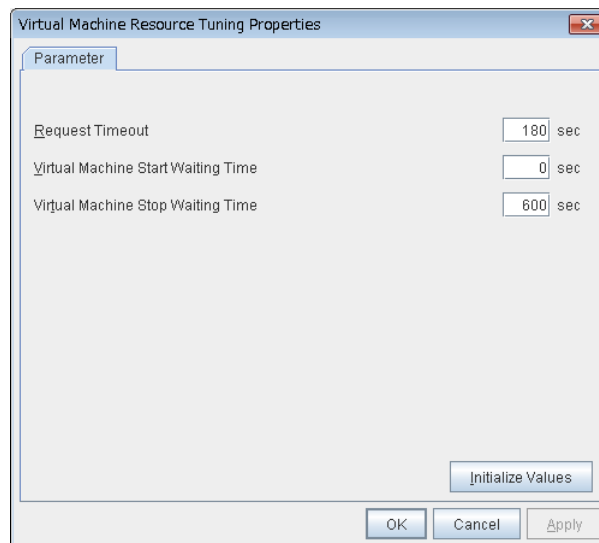 Virtual Machine Resource Tuning Properties
Parameter
Request Timeout 180 sec
Virtual Machine Start Waiting Time 0 sec
Virtual Machine Stop Waiting Time 600 sec
Initialize Values
OK Cancel Apply